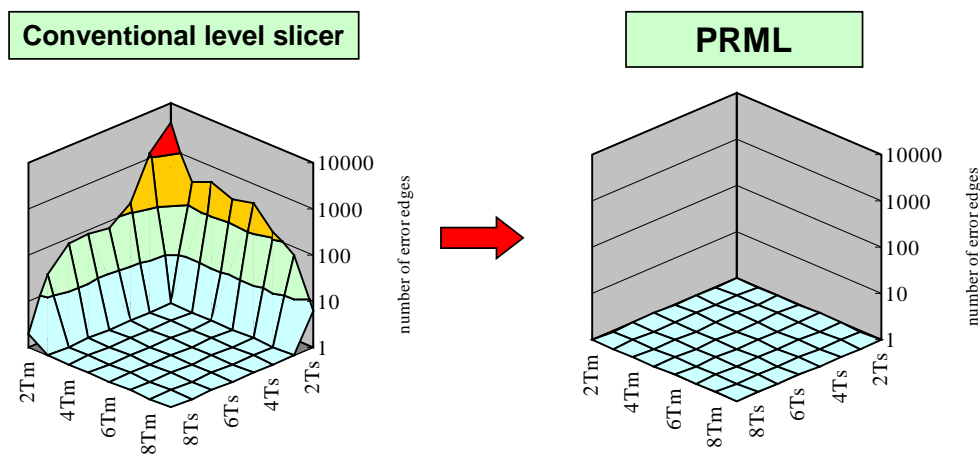 Conventional level slicer
PRML
10000
1000
100
10
1
number of error edges
2Tm
4Tm
6Tm
8Tm
8Ts
6Ts
4Ts
2Ts
10000
1000
100
10
1
number of error edges
2Tm
4Tm
6Tm
8Tm
8Ts
6Ts
4Ts
2Ts